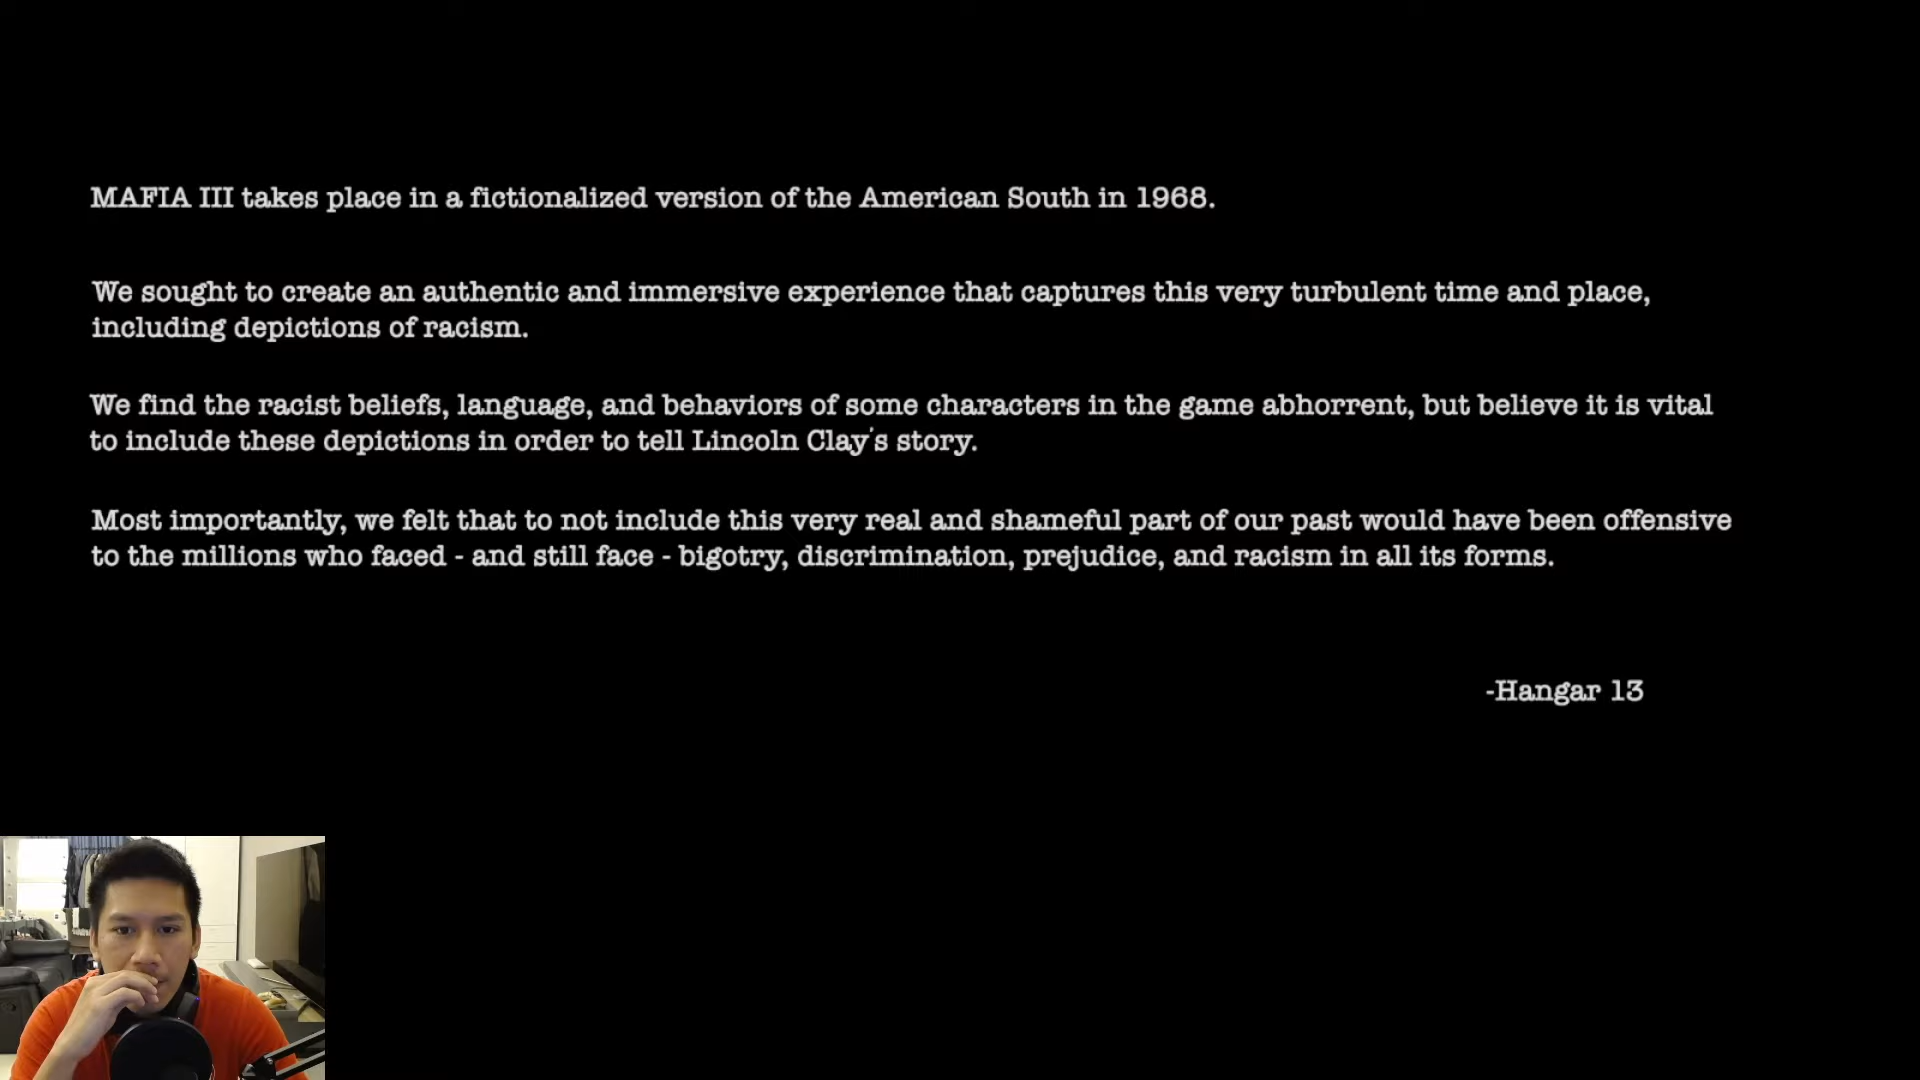 MAFIA III takes place in a fictionalized version of the American South in 1968.
We sought to create an authentic and immersive experience that captures this very turbulent time and place,
including depictions of racism.
We find the racist beliefs, language, and behaviors of some characters in the game abhorrent, but believe it is vital
to include these depictions in order to tell Lincoln Clay's story.
Most importantly, we felt that to not include this very real and shameful part of our past would have been offensive
to the millions who faced - and still face - bigotry, discrimination, prejudice, and racism in all its forms.
-Hangar 13